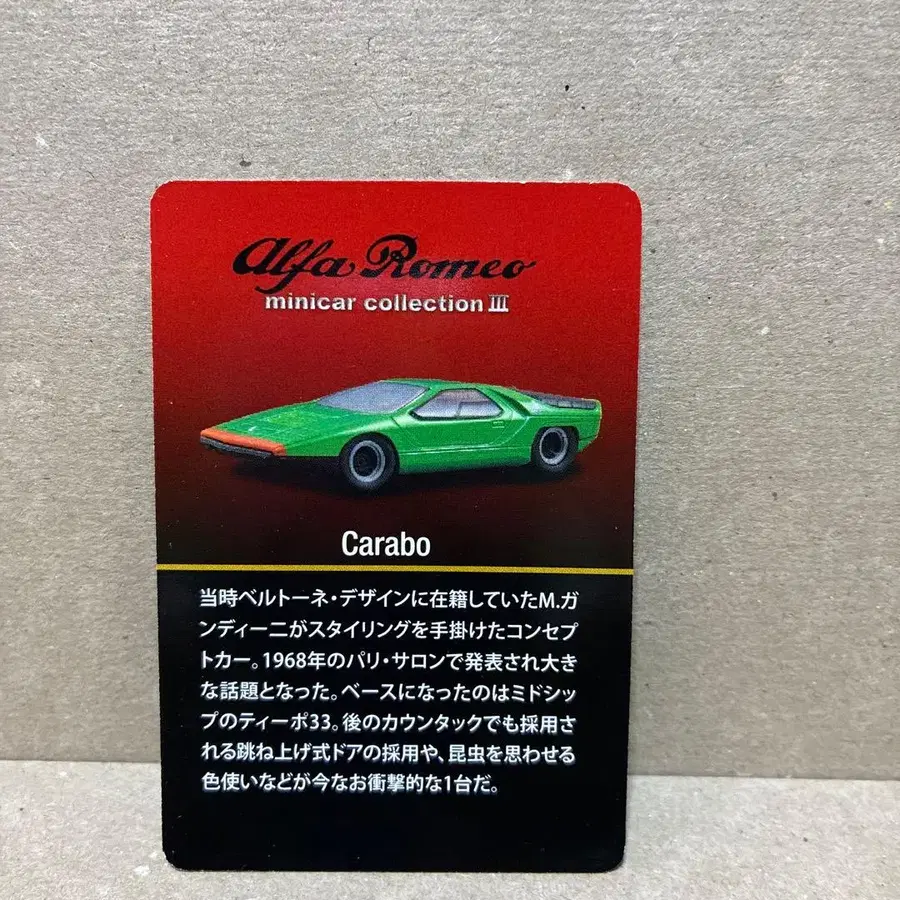 Alfa Romeo
minicar collection III
Carabo
当時ベルトーネ・デザインに在籍していたM.ガ
ンディーニがスタイリングを手掛けたコンセプ
トカー。1968年のパリ・サロンで発表され大き
な話題となった。ベースになったのはミドシッ
プのティーポ33。後のカウンタックでも採用さ
れる跳ね上げ式ドアの採用や、昆虫を思わせる
色使いなどが今なお衝撃的な1台だ。